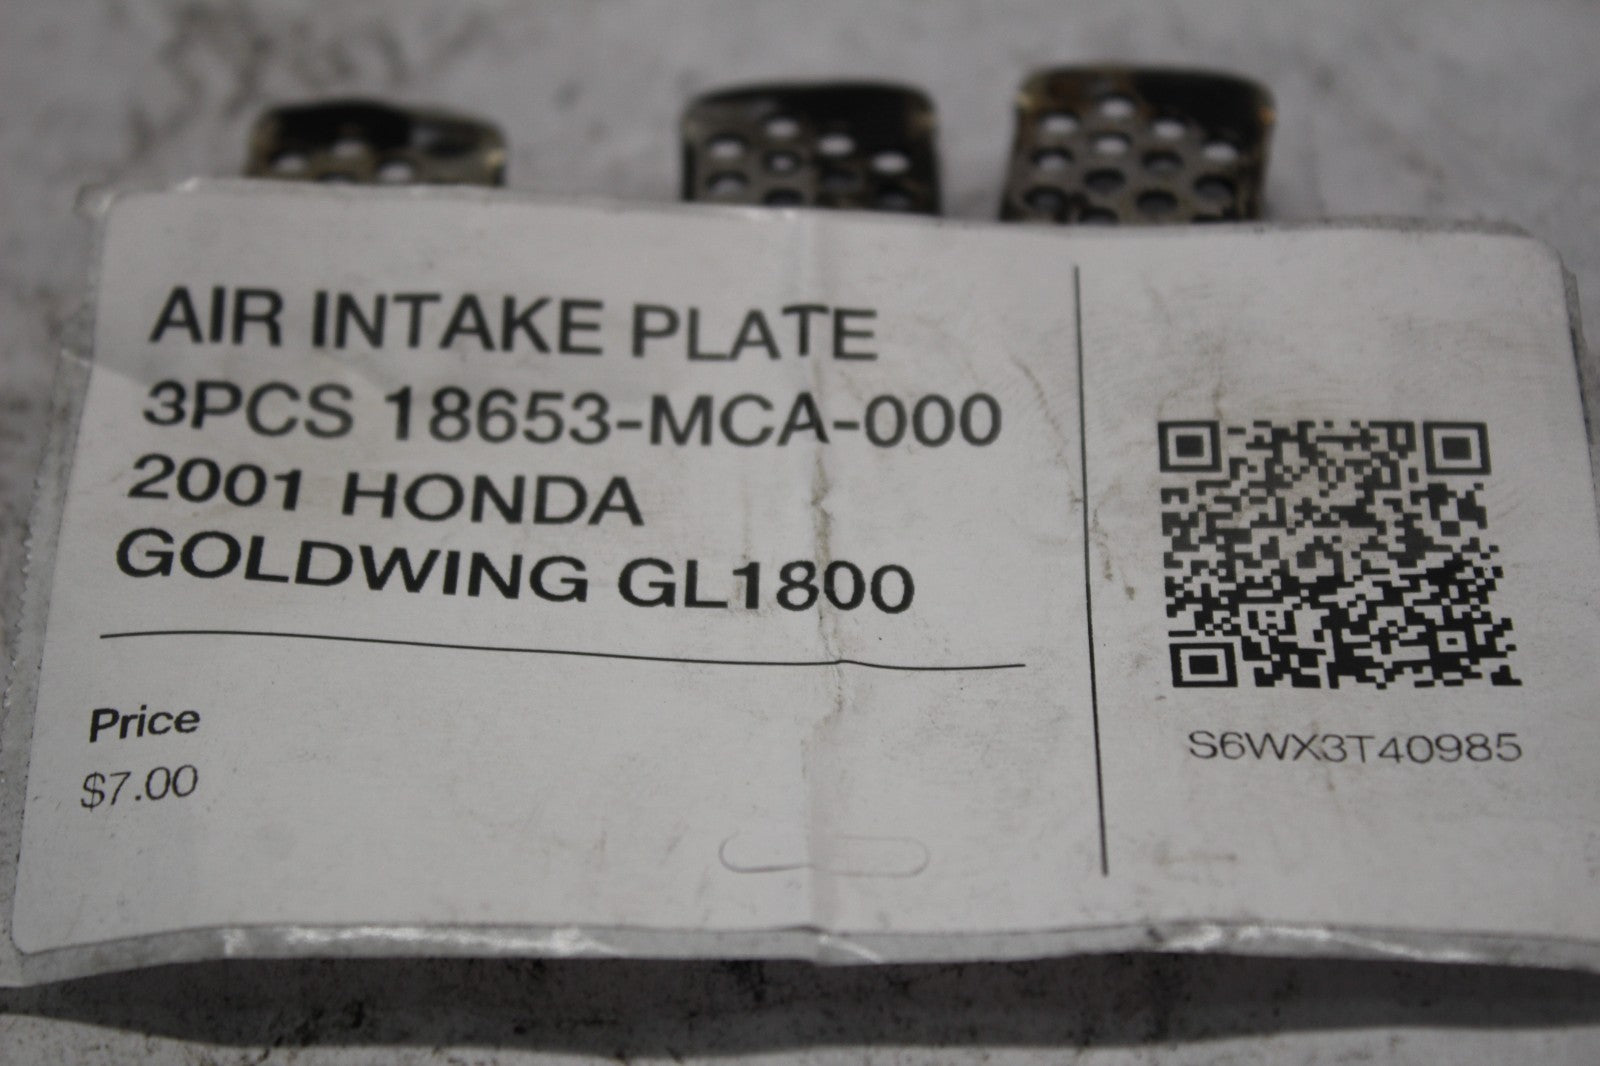 AIR INTAKE PLATE
3PCS 18653-MCA-000
2001 HONDA
GOLDWING GL1800
Price
$7.00
S6WX3T40985